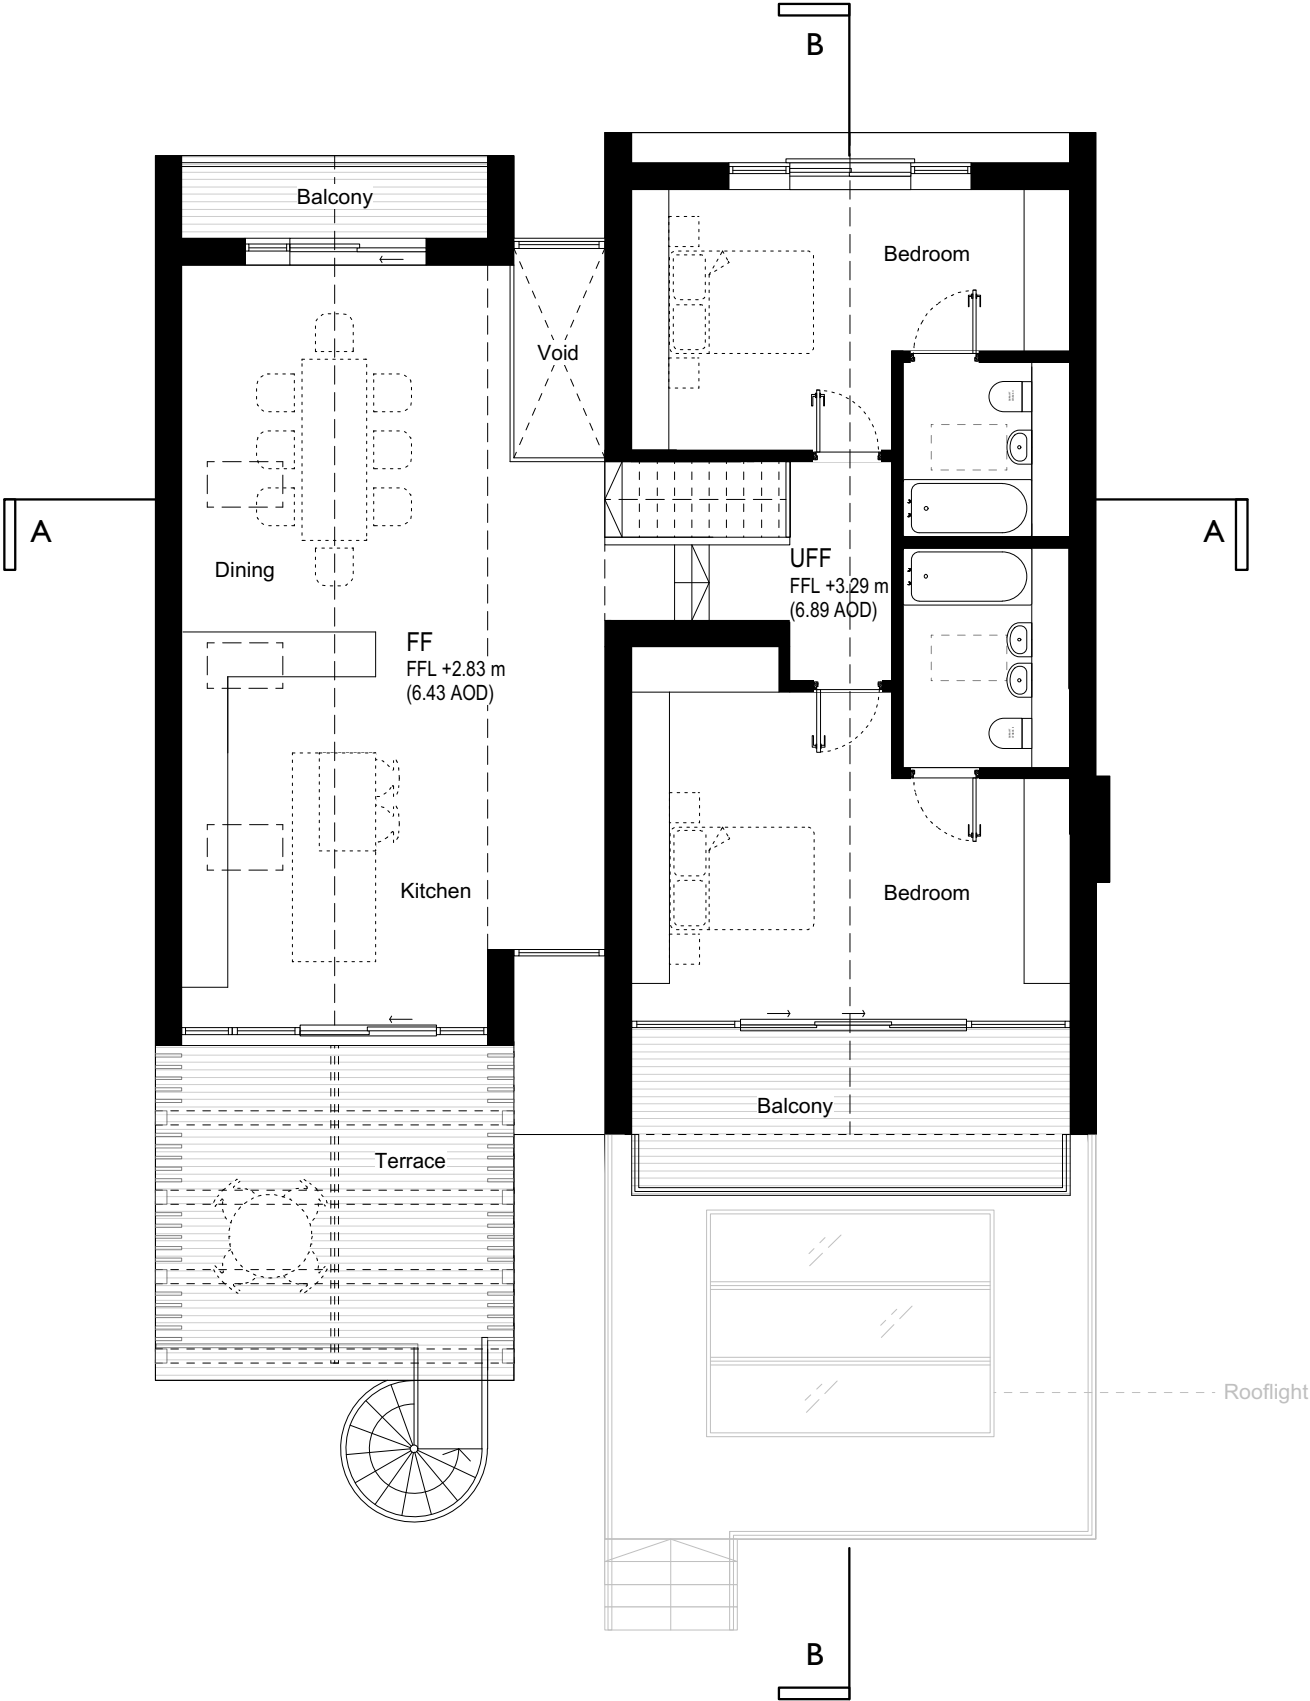 B
Balcony
Bedroom
Void
A
A
Dining
UFF
FFL +3.29 m
(6.89 AOD)
FF
FFL +2.83 m
(6.43 AOD)
Kitchen
Bedroom
Balcony
Terrace
Rooflight
B